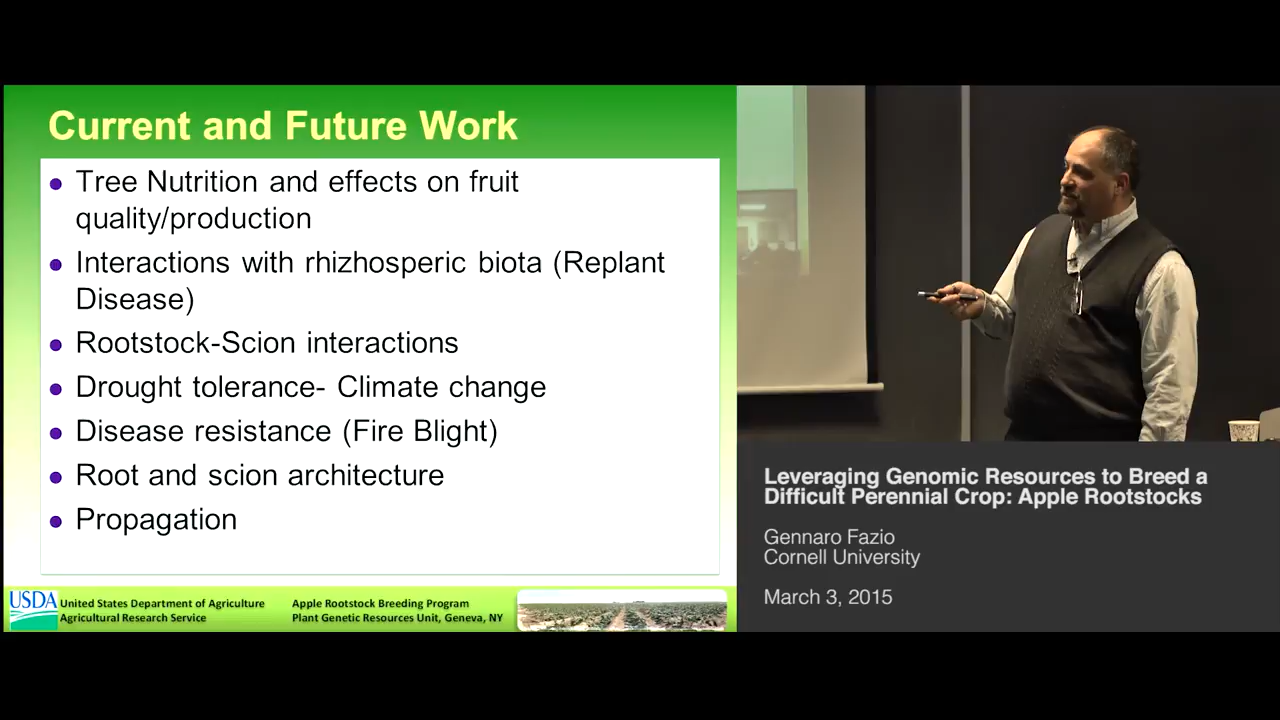 Current and Future Work
Tree Nutrition and effects on fruit
quality/production
Interactions with rhizhosperic biota (Replant
Disease)
Rootstock-Scion interactions
Drought tolerance- Climate change
Disease resistance (Fire Blight)
Root and scion architecture
Propagation
USDA
United States Department of Agriculture
Agricultural Research Service
Apple Rootstock Breeding Program
Plant Genetic Resources Unit, Geneva, NY
Leveraging Genomic Resources to Breed a
Difficult Perennial Crop: Apple Rootstocks
Gennaro Fazio
Cornell University
March 3, 2015